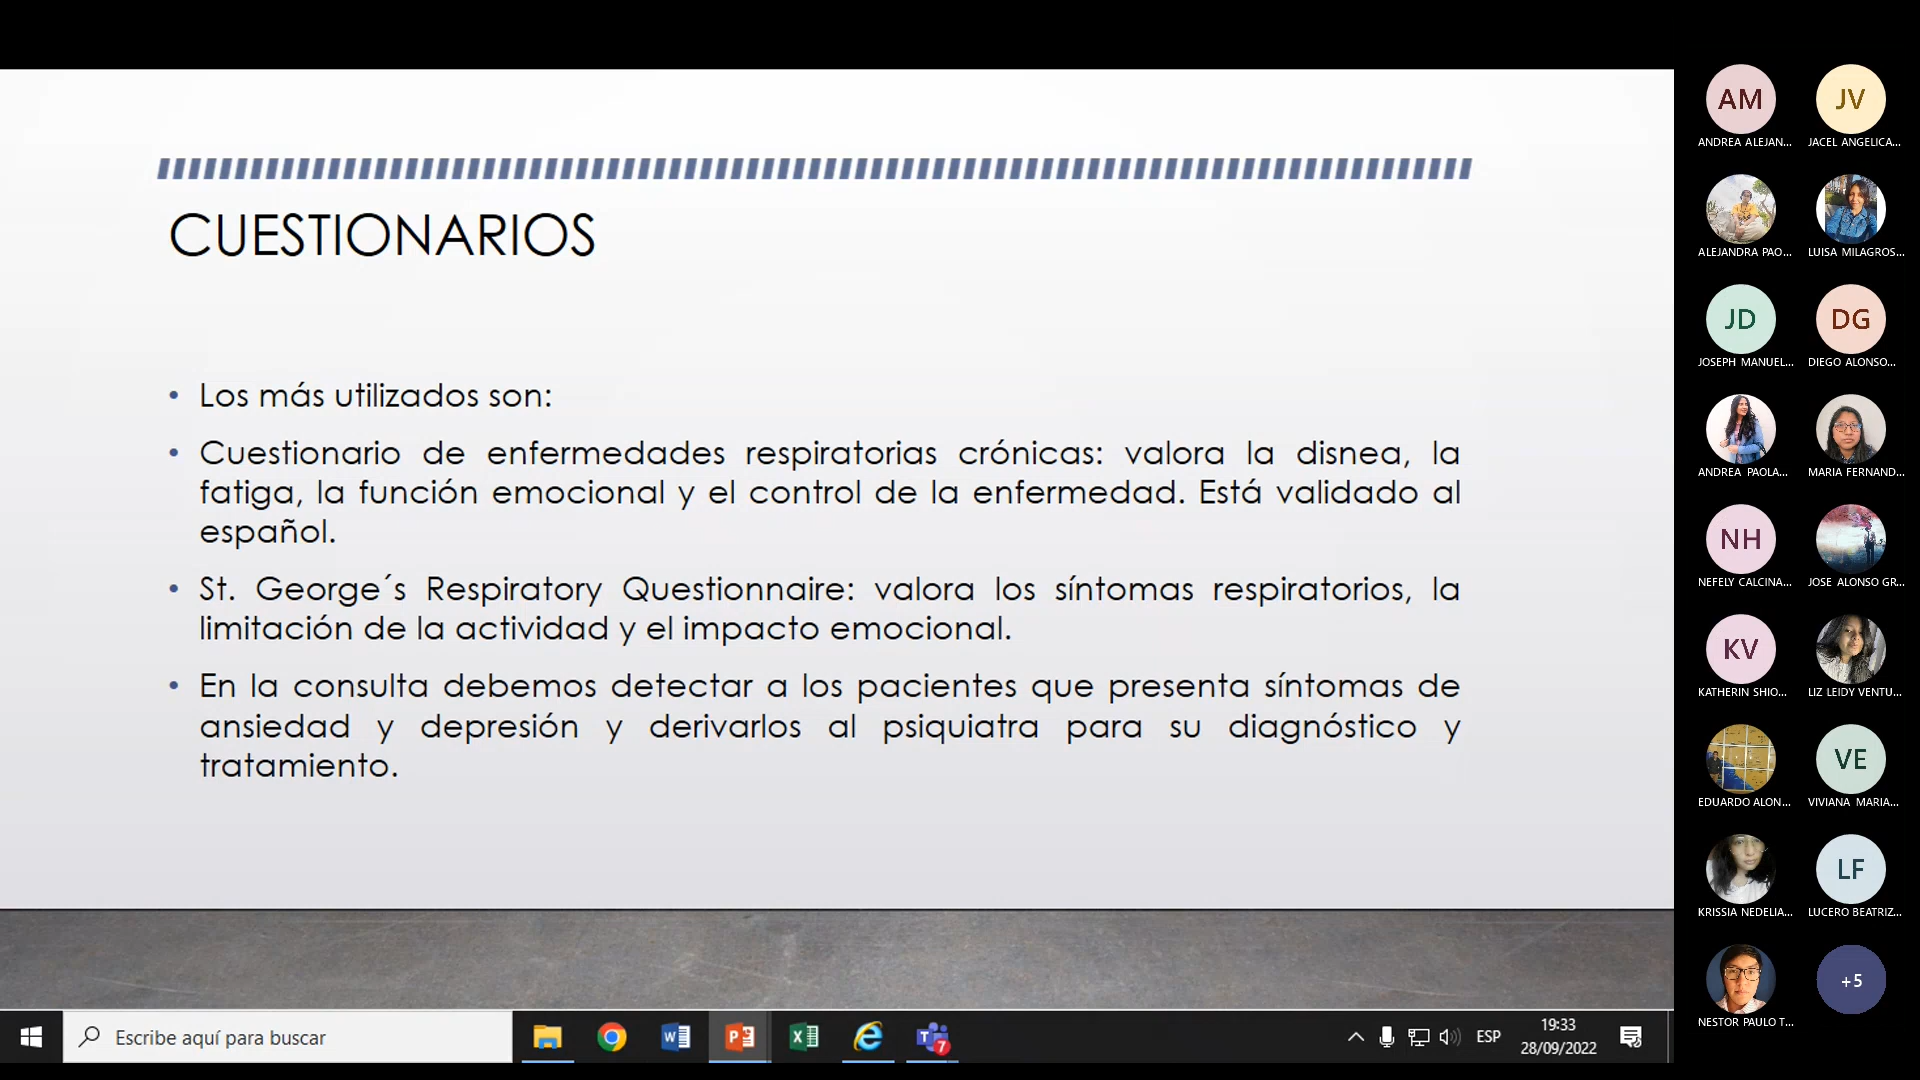 CUESTIONARIOS
• Los más utilizados son:
• Cuestionario de enfermedades respiratorias crónicas: valora la disnea, la
fatiga, la función emocional y el control de la enfermedad. Está validado al
español.
• St. George´s Respiratory Questionnaire: valora los síntomas respiratorios, la
limitación de la actividad y el impacto emocional.
• En la consulta debemos detectar a los pacientes que presenta síntomas de
ansiedad y depresión y derivarlos al psiquiatra para su diagnóstico y
tratamiento.
AM
ANDREA ALEJAN...
JV
JACEL ANGELICA...
ALEJANDRA PAO...
LUISA MILAGROS...
JD
JOSEPH MANUEL...
DG
DIEGO ALONSO...
ANDREA PAOLA...
MARIA FERNAND...
NH
NEFELY CALCINA...
JOSE ALONSO GR...
KV
KATHERIN SHIO...
LIZ LEIDY VENTU...
EDUARDO ALON...
VE
VIVIANA MARIA...
KRISSIA NEDELIA...
LF
LUCERO BEATRIZ...
NESTOR PAULO T...
+5
Escribe aquí para buscar
W
P
X
T
7
ESP
19:33
28/09/2022